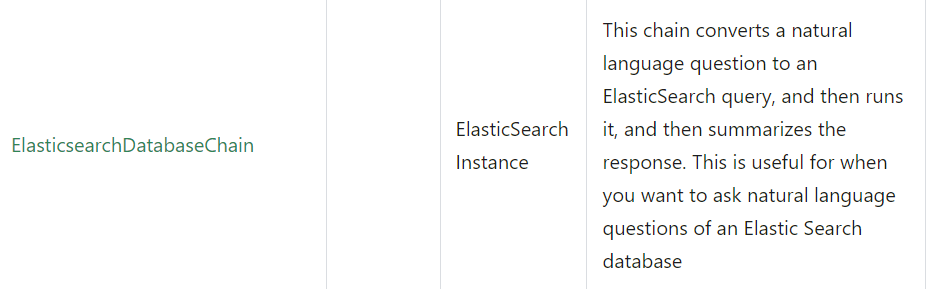 ElasticsearchDatabaseChain
ElasticSearch
Instance
This chain converts a natural
language question to an
ElasticSearch query, and then runs
it, and then summarizes the
response. This is useful for when
you want to ask natural language
questions of an Elastic Search
database